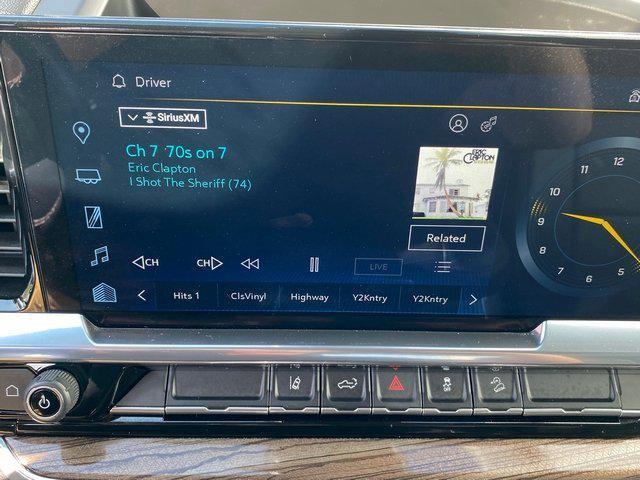 Driver
SiriusXM
Ch 7 '70s on 7
Eric Clapton
I Shot The Sheriff (74)
ERIC CLAPTON
Related
CH
CH
LIVE
Hits 1
ClsVinyl
Highway
Y2Kntry
Y2Kntry
12
11
10
9
8
7
6
5